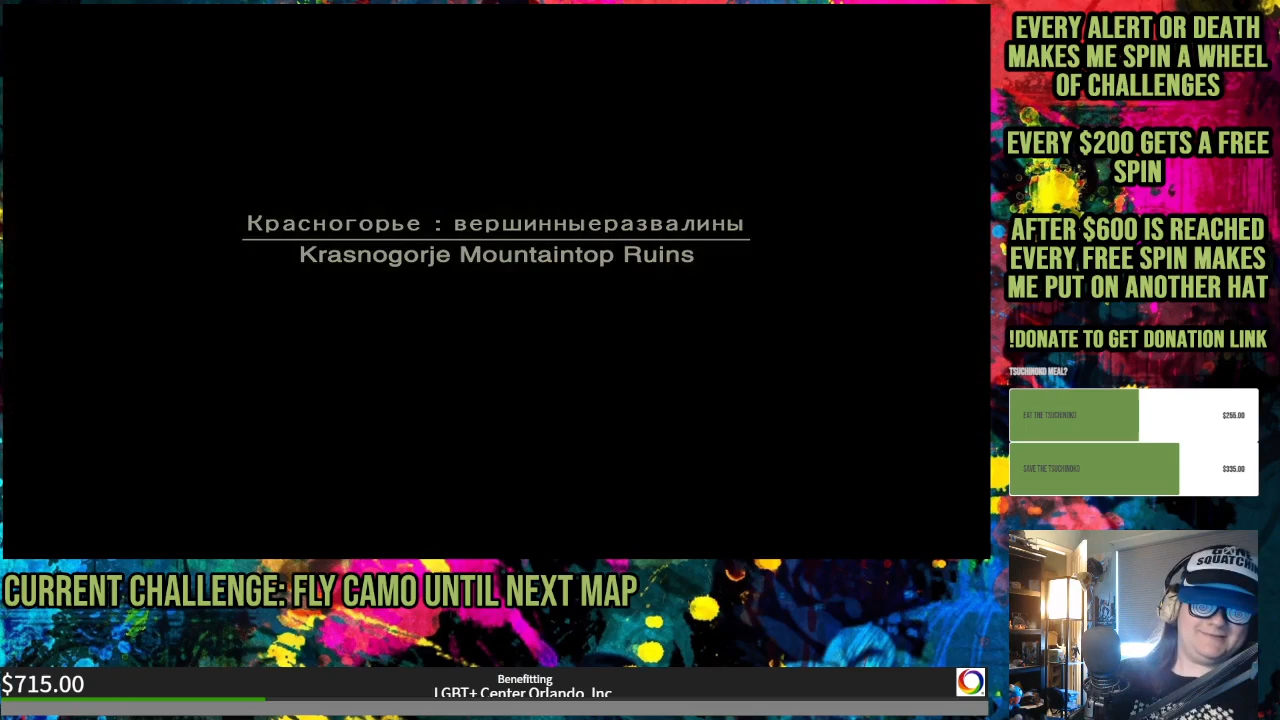 Красногорье : вершинныеразвалины
Krasnogorje Mountaintop Ruins
EVERY ALERT OR DEATH
MAKES ME SPIN A WHEEL
OF CHALLENGES
EVERY $200 GETS A FREE
SPIN
AFTER $600 IS REACHED
EVERY FREE SPIN MAKES
ME PUT ON ANOTHER HAT
!DONATE TO GET DONATION LINK
TSUCHINOKO MEAL?
EAT THE TSUCHINOKO $255.00
SAVE THE TSUCHINOKO $335.00
GONE
SQUATCHIN
CURRENT CHALLENGE: FLY CAMO UNTIL NEXT MAP
$715.00
Benefitting
LGBT+ Center Orlando, Inc